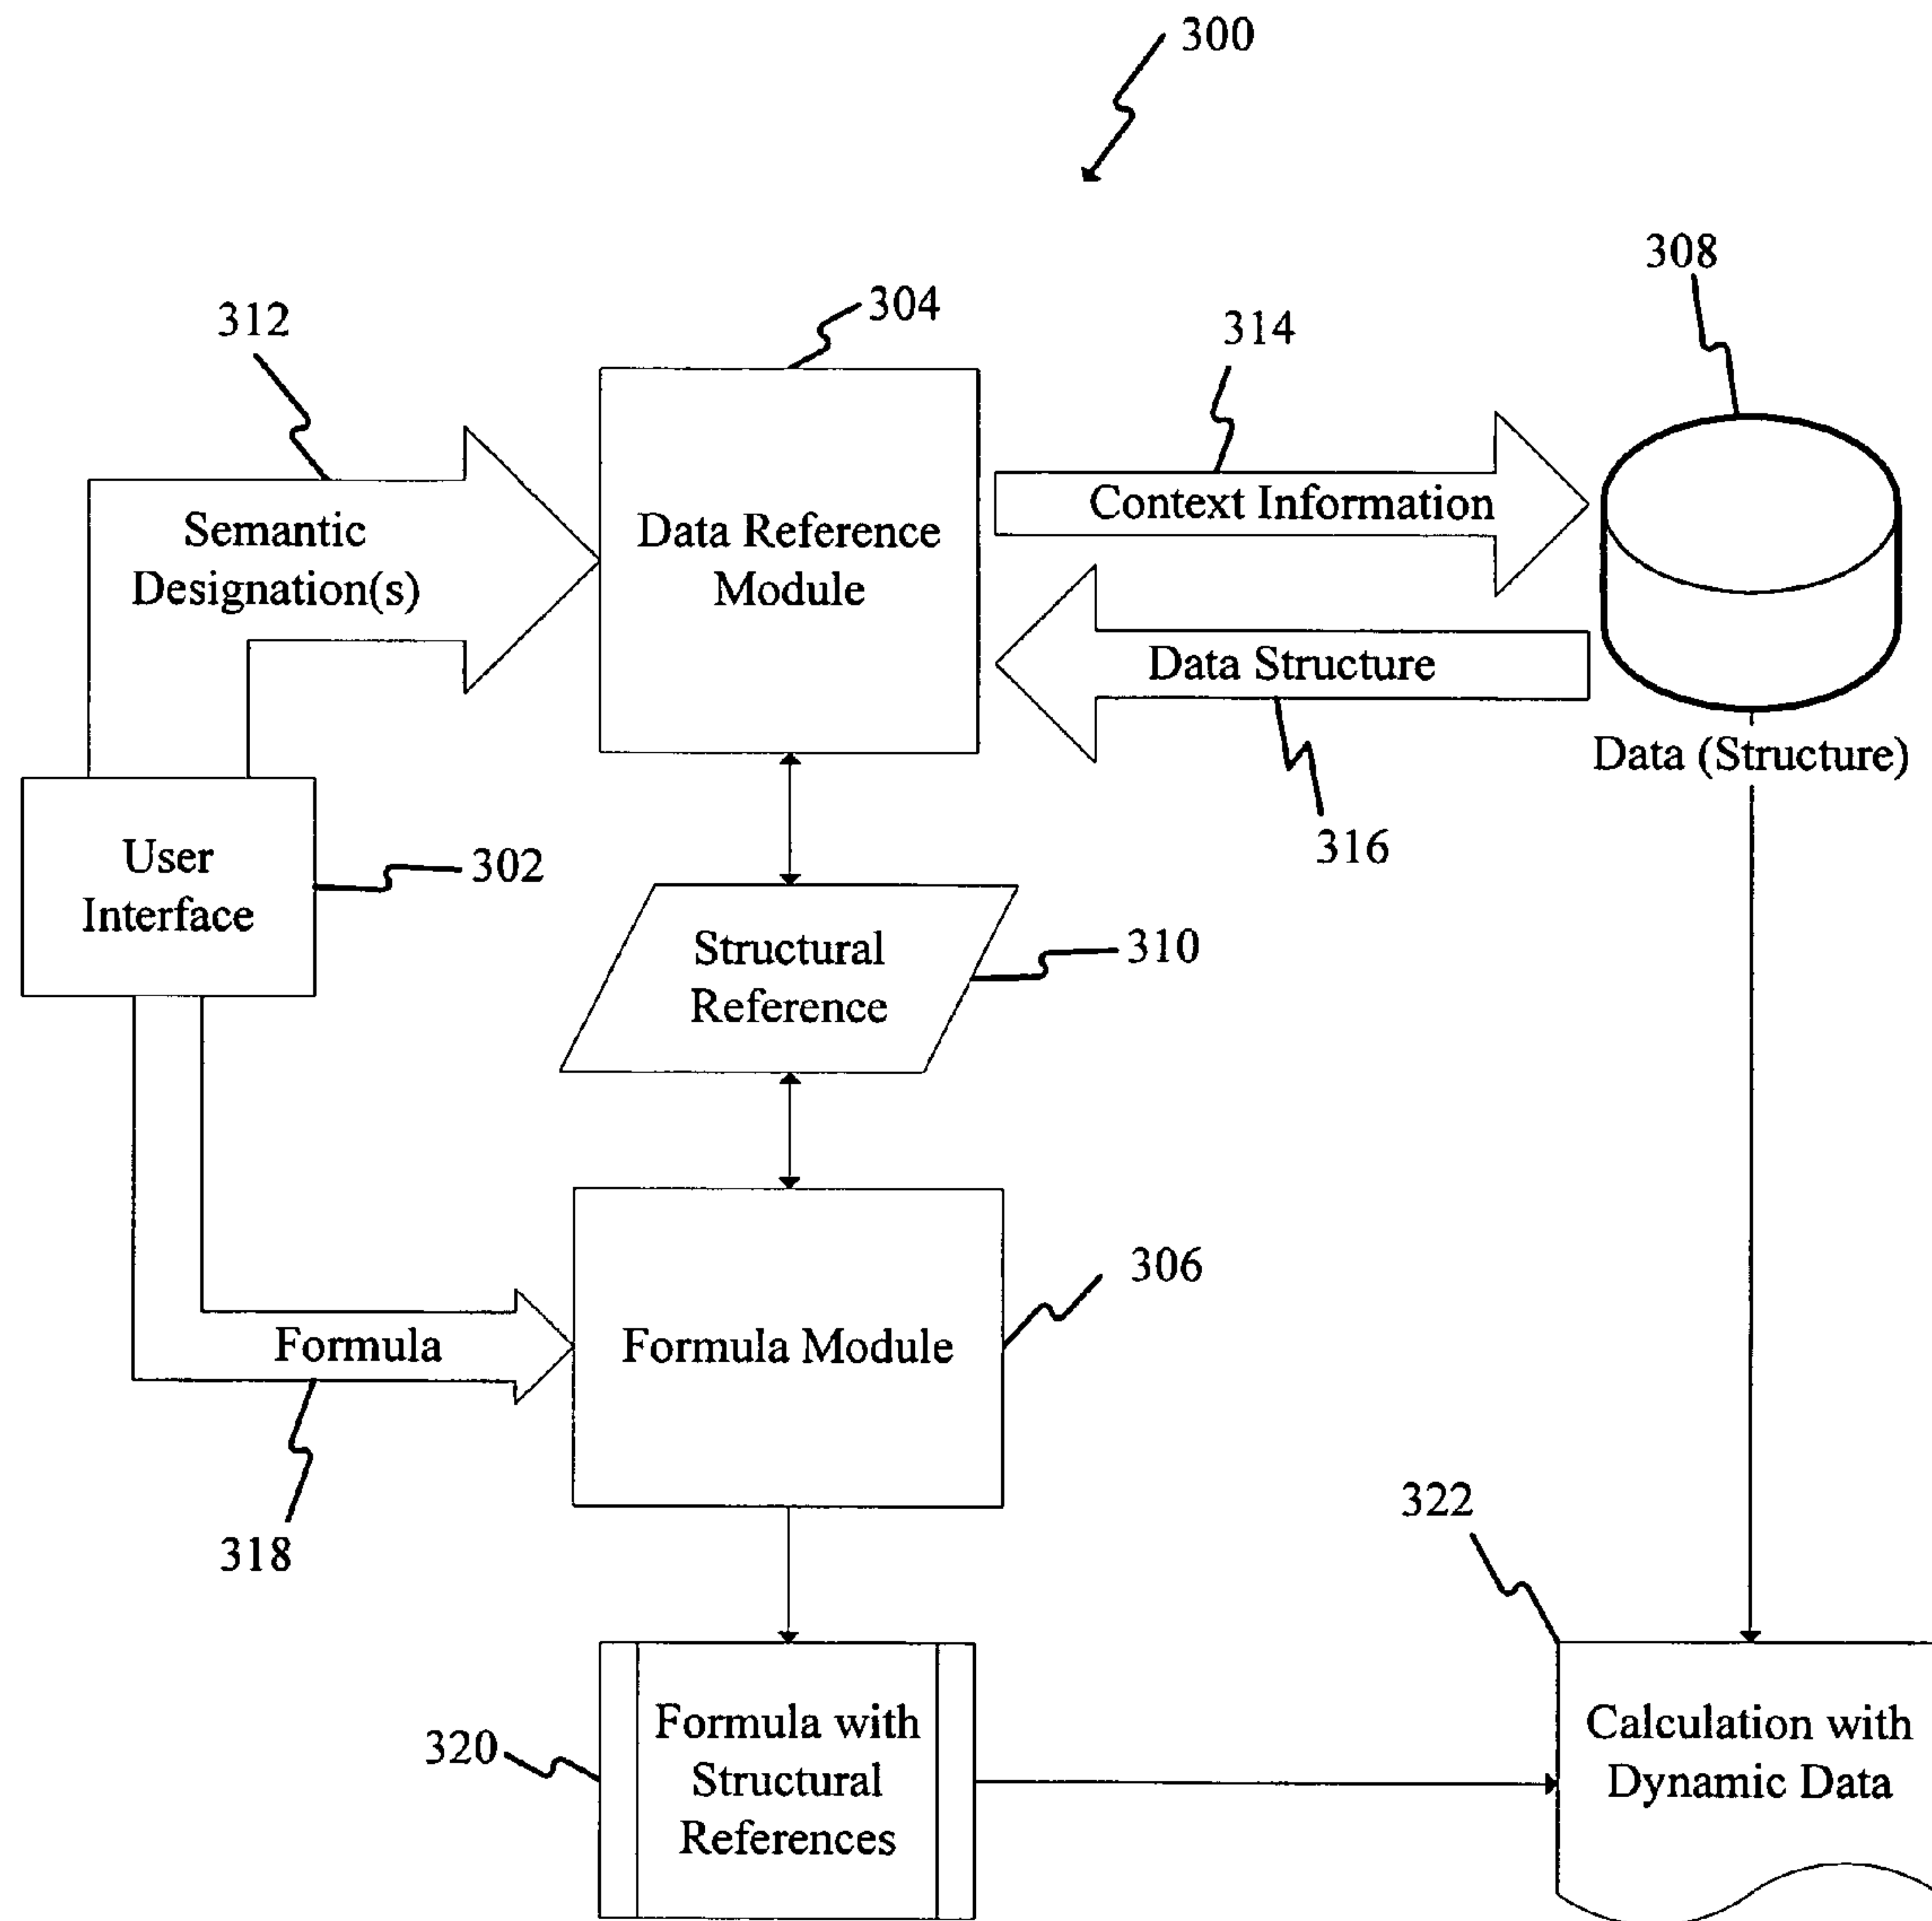 300
308
304
312
314
Semantic
Designation(s)
Data Reference
Module
Context Information
Data Structure
Data (Structure)
316
User
Interface
302
Structural
Reference
310
306
Formula
Formula Module
318
322
320
Formula with
Structural
References
Calculation with
Dynamic Data